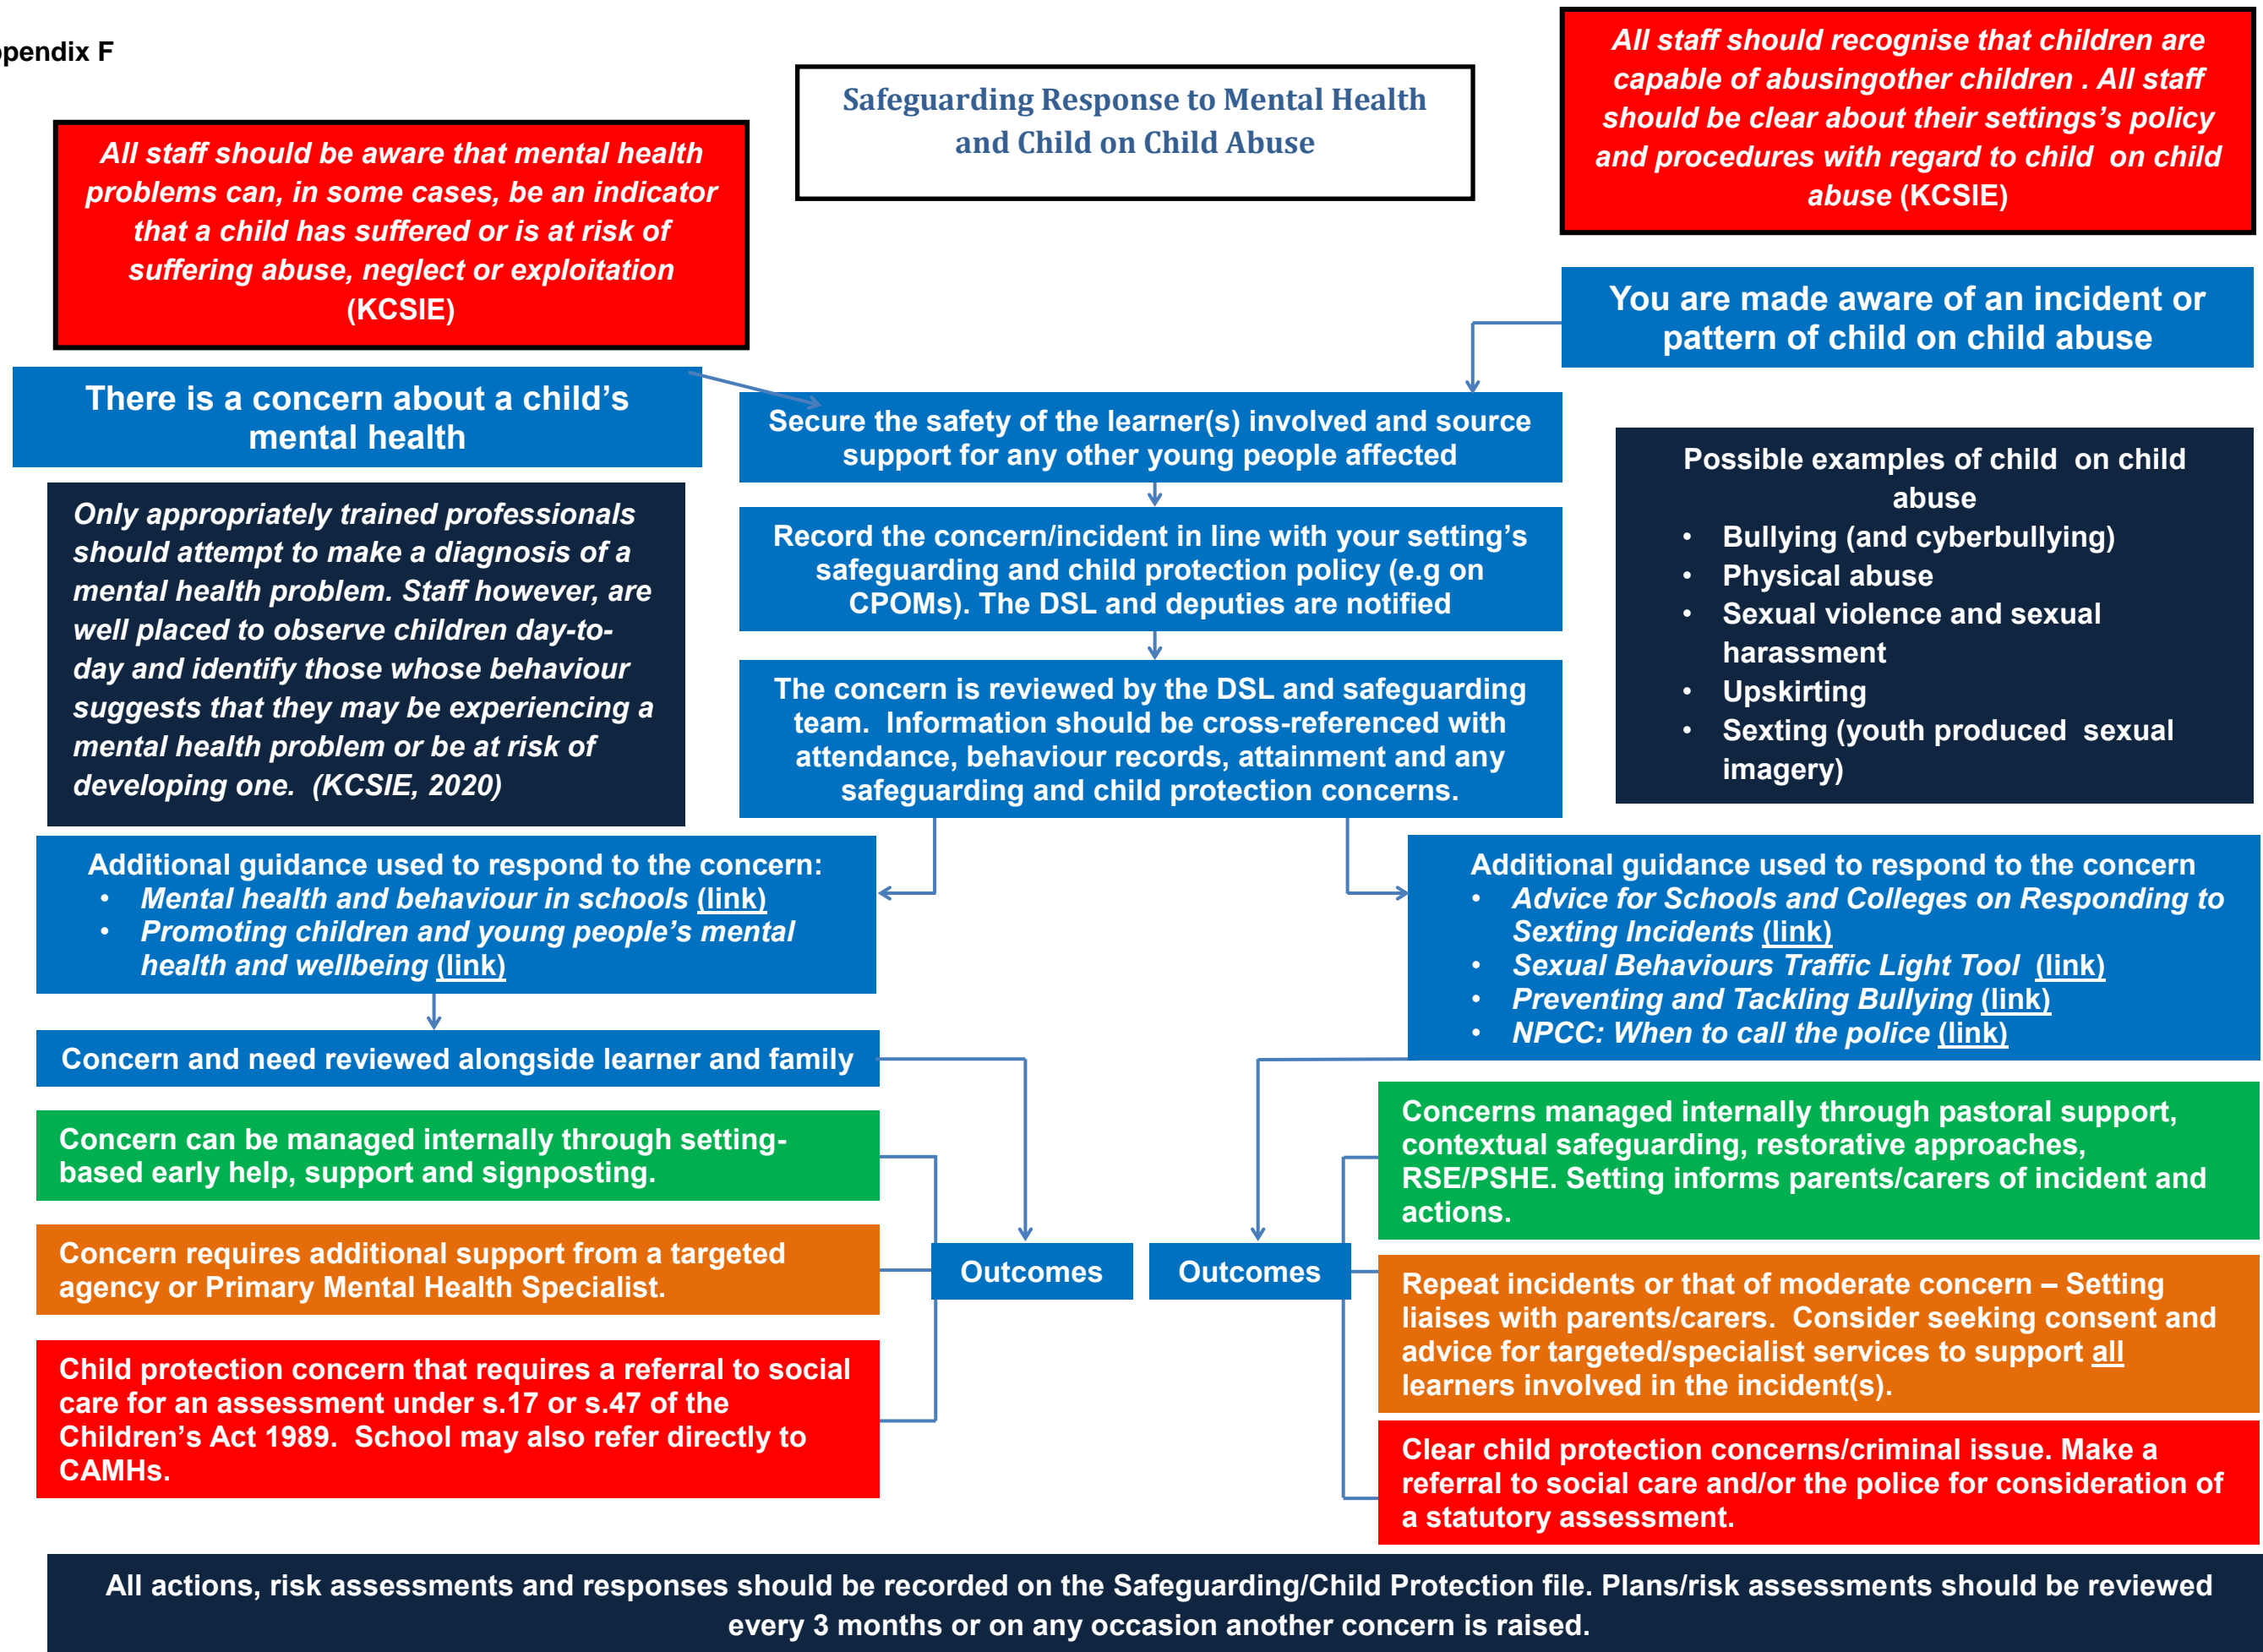 ppendix F
Safeguarding Response to Mental Health
and Child on Child Abuse
All staff should recognise that children are
capable of abusingother children . All staff
should be clear about their settings's policy
and procedures with regard to child  on child
abuse (KCSIE)
All staff should be aware that mental health
problems can, in some cases, be an indicator
that a child has suffered or is at risk of
suffering abuse, neglect or exploitation
(KCSIE)
You are made aware of an incident or
pattern of child on child abuse
There is a concern about a child's
mental health
Secure the safety of the learner(s) involved and source
support for any other young people affected
Only appropriately trained professionals
should attempt to make a diagnosis of a
mental health problem. Staff however, are
well placed to observe children day-to-
day and identify those whose behaviour
suggests that they may be experiencing a
mental health problem or be at risk of
developing one.  (KCSIE, 2020)
Record the concern/incident in line with your setting's
safeguarding and child protection policy (e.g on
CPOMs). The DSL and deputies are notified
The concern is reviewed by the DSL and safeguarding
team.  Information should be cross-referenced with
attendance, behaviour records, attainment and any
safeguarding and child protection concerns.
Possible examples of child  on child
abuse
• Bullying (and cyberbullying)
• Physical abuse
• Sexual violence and sexual
harassment
• Upskirting
• Sexting (youth produced  sexual
imagery)
Additional guidance used to respond to the concern:
• Mental health and behaviour in schools (link)
• Promoting children and young people's mental
health and wellbeing (link)
Additional guidance used to respond to the concern
• Advice for Schools and Colleges on Responding to
Sexting Incidents (link)
• Sexual Behaviours Traffic Light Tool  (link)
• Preventing and Tackling Bullying (link)
• NPCC: When to call the police (link)
Concern and need reviewed alongside learner and family
Concern can be managed internally through setting-
based early help, support and signposting.
Concern requires additional support from a targeted
agency or Primary Mental Health Specialist.
Child protection concern that requires a referral to social
care for an assessment under s.17 or s.47 of the
Children's Act 1989.  School may also refer directly to
CAMHs.
Outcomes
Outcomes
Concerns managed internally through pastoral support,
contextual safeguarding, restorative approaches,
RSE/PSHE. Setting informs parents/carers of incident and
actions.
Repeat incidents or that of moderate concern – Setting
liaises with parents/carers.  Consider seeking consent and
advice for targeted/specialist services to support all
learners involved in the incident(s).
Clear child protection concerns/criminal issue. Make a
referral to social care and/or the police for consideration of
a statutory assessment.
All actions, risk assessments and responses should be recorded on the Safeguarding/Child Protection file. Plans/risk assessments should be reviewed
every 3 months or on any occasion another concern is raised.